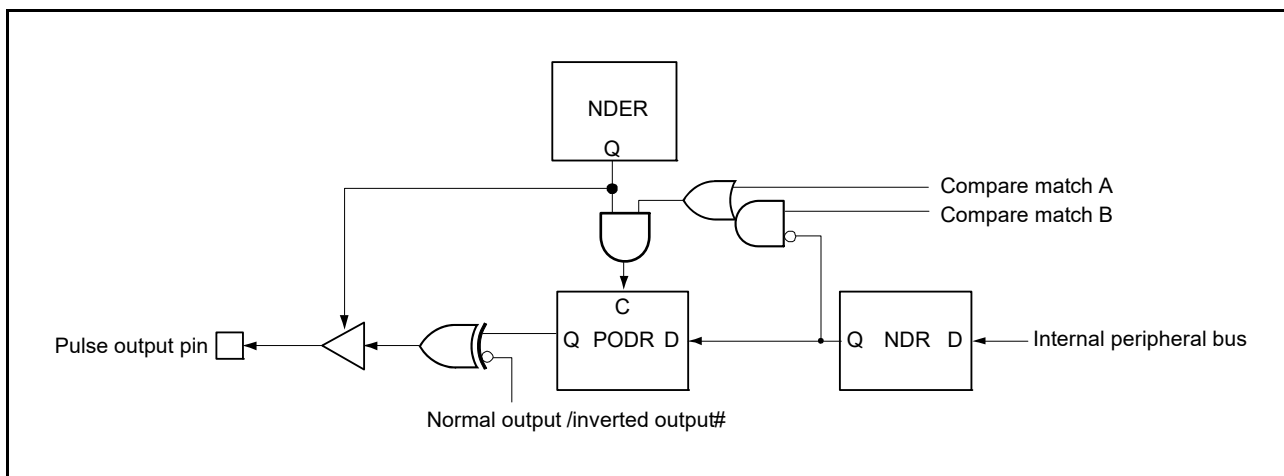 NDER
Q
Compare match A
Compare match B
C
Q PODR D
Q NDR D
Internal peripheral bus
Pulse output pin
Normal output /inverted output#